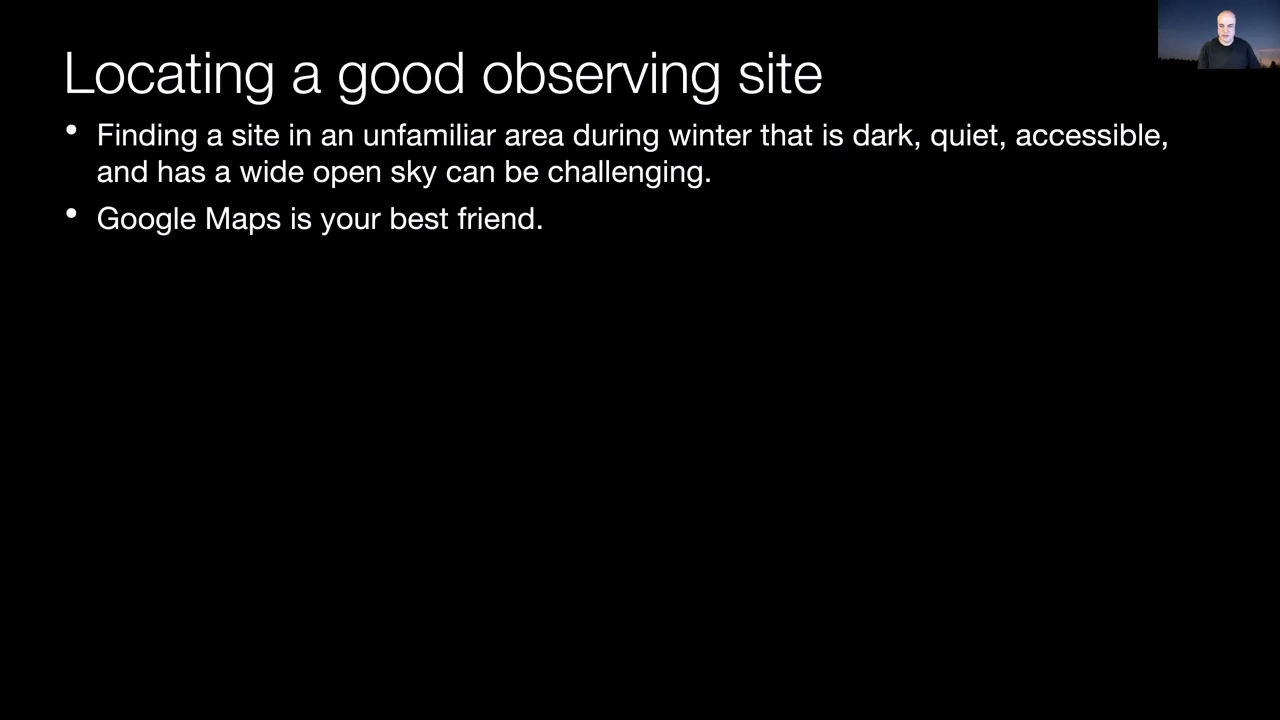 Locating a good observing site
• Finding a site in an unfamiliar area during winter that is dark, quiet, accessible,
and has a wide open sky can be challenging.
• Google Maps is your best friend.